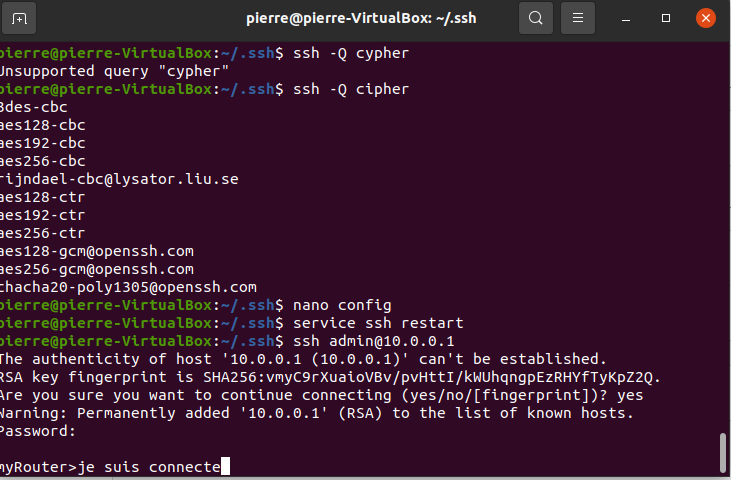 pierre@pierre-VirtualBox: ~/.ssh
pierre@pierre-VirtualBox:~/.ssh$ ssh -Q cypher
Unsupported query "cypher"
pierre@pierre-VirtualBox:~/.ssh$ ssh -Q cipher
3des-cbc
aes128-cbc
aes192-cbc
aes256-cbc
rijndael-cbc@lysator.liu.se
aes128-ctr
aes192-ctr
aes256-ctr
aes128-gcm@openssh.com
aes256-gcm@openssh.com
chacha20-poly1305@openssh.com
pierre@pierre-VirtualBox:~/.ssh$ nano config
pierre@pierre-VirtualBox:~/.ssh$ service ssh restart
pierre@pierre-VirtualBox:~/.ssh$ ssh admin@10.0.0.1
The authenticity of host '10.0.0.1 (10.0.0.1)' can't be established.
RSA key fingerprint is SHA256:vmyC9rXuaioVBv/pvHttI/kWUhqngpEzRHYfTyKpZ2Q.
Are you sure you want to continue connecting (yes/no/[fingerprint])? yes
Warning: Permanently added '10.0.0.1' (RSA) to the list of known hosts.
Password:
myRouter>je suis connecte